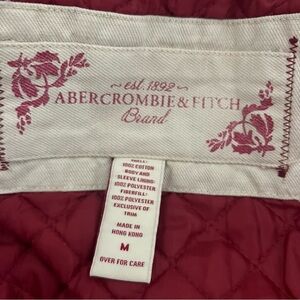 ~est. 1892~
ABERCROMBIE & FITCH
Brand
SHELL:
100% COTTON
BODY AND
SLEEVE LINING:
100% POLYESTER
FIBERFILL:
100% POLYESTER
EXCLUSIVE OF
TRIM
MADE IN
HONG KONG
M
OVER FOR CARE